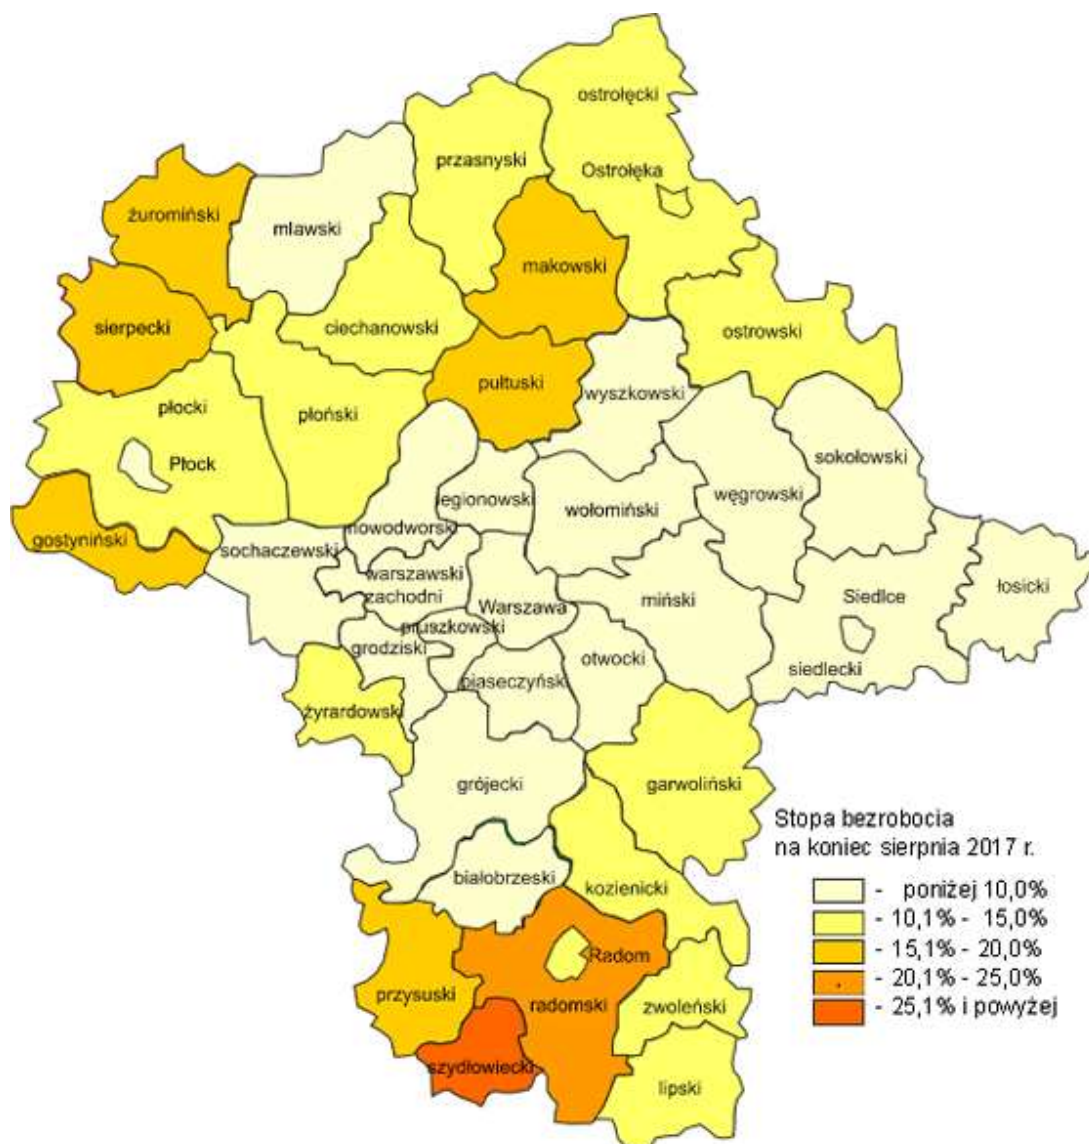 ostrołęcki
przasnyski
Ostrołęka
żuromiński
mlawski
makowski
sierpecki
ciechanowski
ostrowski
pułtuski
wyszkowski
płocki
płoński
sokołowski
Płock
legionowski
węgrowski
wołomiński
nowodworski
gostyniński
sochaczewski
warszawski
zachodni
łosicki
Siedlce
miński
Warszawa
pruszkowski
grodziski
otwocki
siedlecki
piaseczyński
żyrardowski
grójecki
garwoliński
Stopa bezrobocia
na koniec sierpnia 2017 r.
białobrzeski
kozienicki
- poniżej 10,0%
- 10,1% - 15,0%
- 15,1% - 20,0%
- 20,1% - 25,0%
- 25,1% i powyżej
Radom
przysuski
radomski
zwoleński
szydłowiecki
lipski